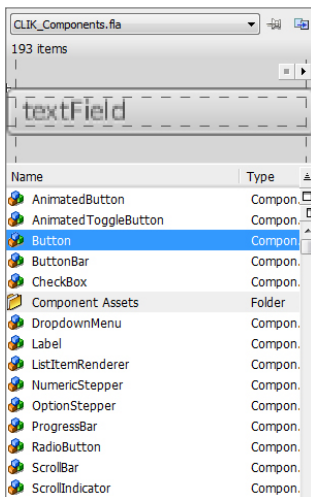 CLIK_Components.fla
193 items
textField
Name Type
AnimatedButton Compon.
AnimatedToggleButton Compon.
Button Compon.
ButtonBar Compon.
CheckBox Compon.
Component Assets Folder
DropdownMenu Compon.
Label Compon.
ListItemRenderer Compon.
NumericStepper Compon.
OptionStepper Compon.
ProgressBar Compon.
RadioButton Compon.
ScrollBar Compon.
ScrollIndicator Compon.